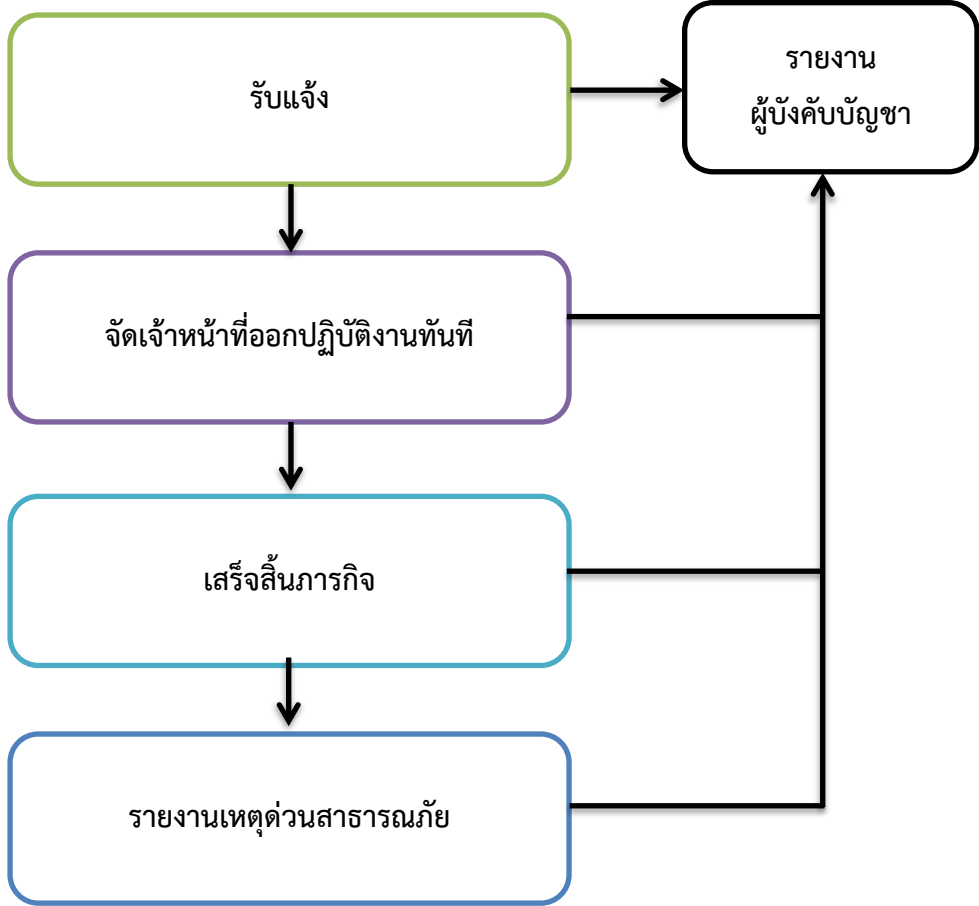 รับแจ้ง
รายงาน
ผู้บังคับบัญชา
จัดเจ้าหน้าที่ออกปฏิบัติงานทันที
เสร็จสิ้นภารกิจ
รายงานเหตุด่วนสาธารณภัย